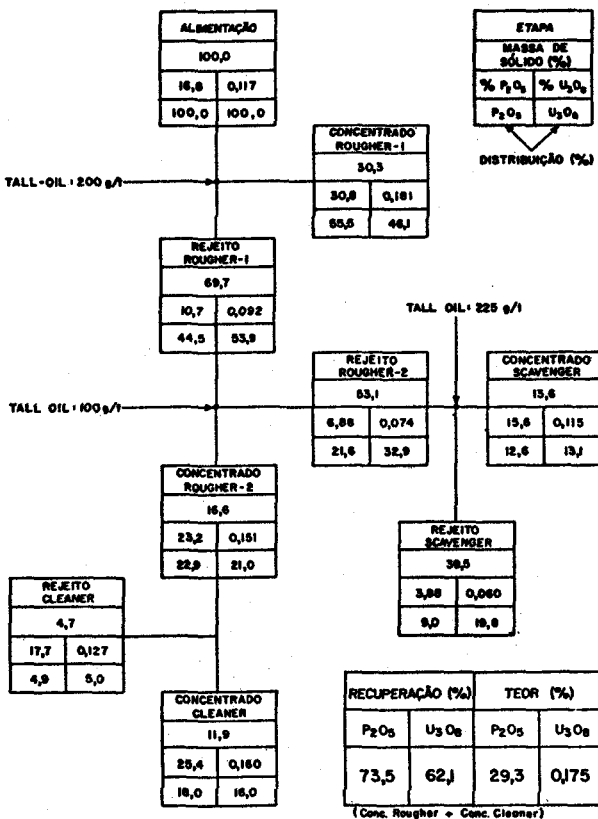 ALIMENTAÇÃO
100,0
16,8 0,117
100,0 100,0
ETAPA
MASSA DE
SÓLIDO (%)
% P2O5 % U3O8
P2O5 U3O8
DISTRIBUIÇÃO (%)
CONCENTRADO
ROUGHER-1
30,3
30,8 0,181
55,5 46,1
TALL-OIL: 200 g/t
REJEITO
ROUGHER-1
69,7
10,7 0,092
44,5 53,9
TALL OIL: 225 g/t
REJEITO
ROUGHER-2
53,1
6,86 0,074
21,6 32,9
CONCENTRADO
SCAVENGER
13,6
15,6 0,115
12,6 13,1
TALL OIL: 100 g/t
CONCENTRADO
ROUGHER-2
16,6
23,2 0,151
22,9 21,0
REJEITO
SCAVENGER
39,5
3,88 0,060
9,0 19,8
REJEITO
CLEANER
4,7
17,7 0,127
4,9 5,0
CONCENTRADO
CLEANER
11,9
25,4 0,160
18,0 16,0
RECUPERAÇÃO (%) TEOR (%)
P2O5 U3O8 P2O5 U3O8
73,5 62,1 29,3 0,175
(Conc. Rougher + Conc. Cleaner)